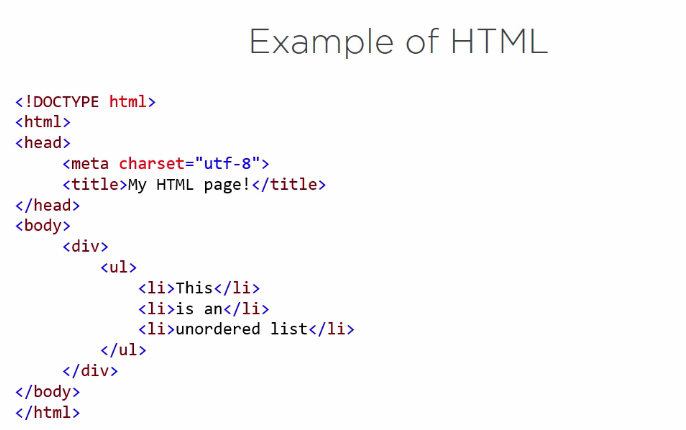 Example of HTML
<!DOCTYPE html>
<html>
<head>
<meta charset="utf-8">
<title>My HTML page!</title>
</head>
<body>
<div>
<ul>
<li>This</li>
<li>is an</li>
<li>unordered list</li>
</ul>
</div>
</body>
</html>